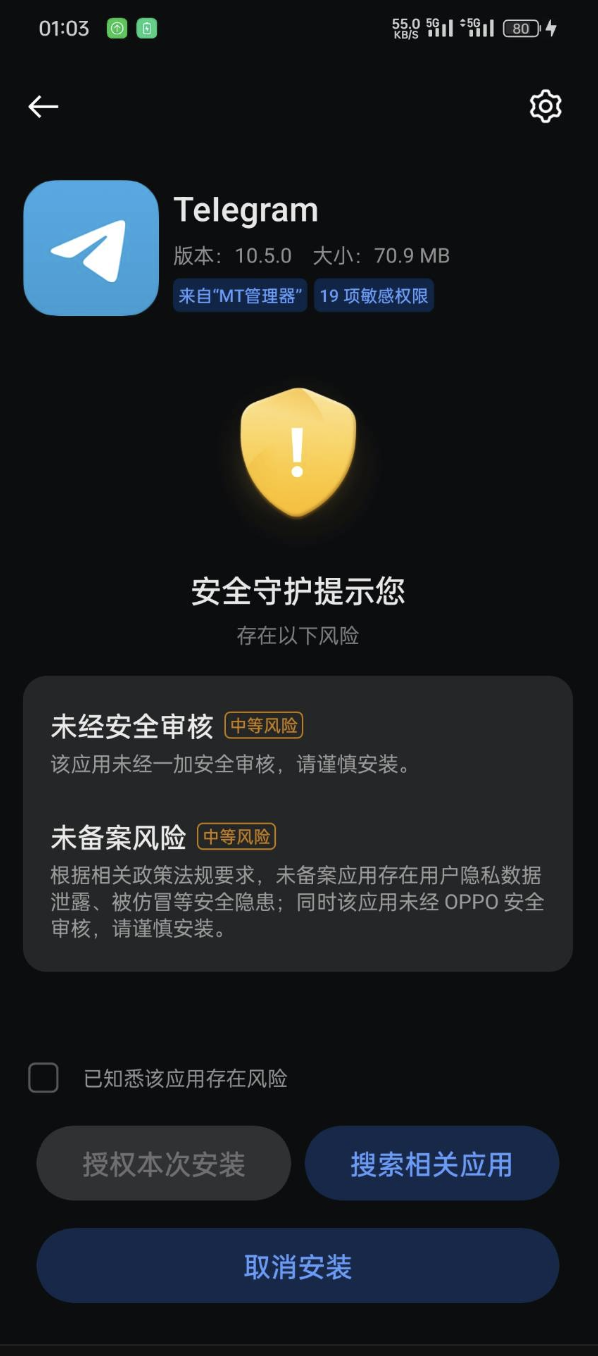 01:03
55.0 KB/S 5G 5G 80
Telegram
版本：10.5.0 大小：70.9 MB
来自“MT管理器” 19 项敏感权限
安全守护提示您
存在以下风险
未经安全审核 中等风险
该应用未经一加安全审核，请谨慎安装。
未备案风险 中等风险
根据相关政策法规要求，未备案应用存在用户隐私数据
泄露、被仿冒等安全隐患；同时该应用未经 OPPO 安全
审核，请谨慎安装。
已知悉该应用存在风险
授权本次安装 搜索相关应用
取消安装